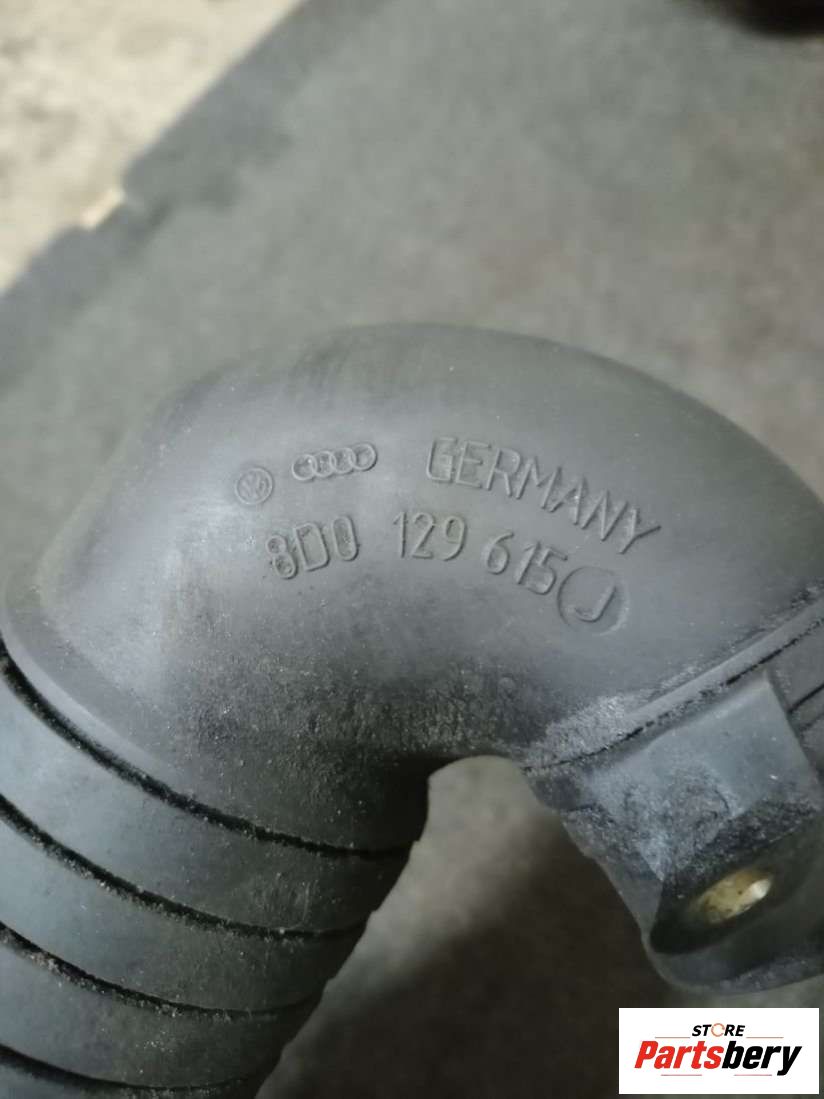 GERMANY
8D0 129 615 J
STORE
Partsbery